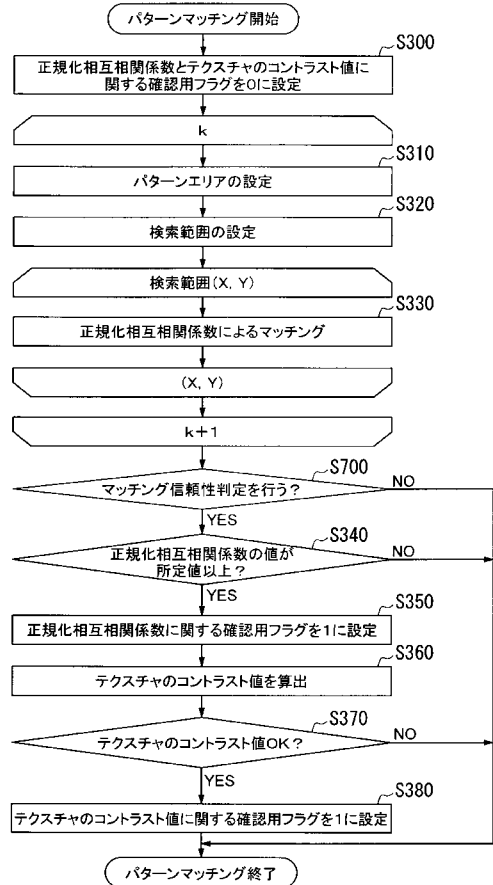 パターンマッチング開始
S300
正規化相互相関係数とテクスチャのコントラスト値に
関する確認用フラグを0に設定
k
S310
パターンエリアの設定
S320
検索範囲の設定
検索範囲(X, Y)
S330
正規化相互相関係数によるマッチング
(X, Y)
k+1
S700
マッチング信頼性判定を行う?
NO
YES
S340
正規化相互相関係数の値が
所定値以上?
NO
YES
S350
正規化相互相関係数に関する確認用フラグを1に設定
S360
テクスチャのコントラスト値を算出
S370
テクスチャのコントラスト値OK?
NO
YES
S380
テクスチャのコントラスト値に関する確認用フラグを1に設定
パターンマッチング終了